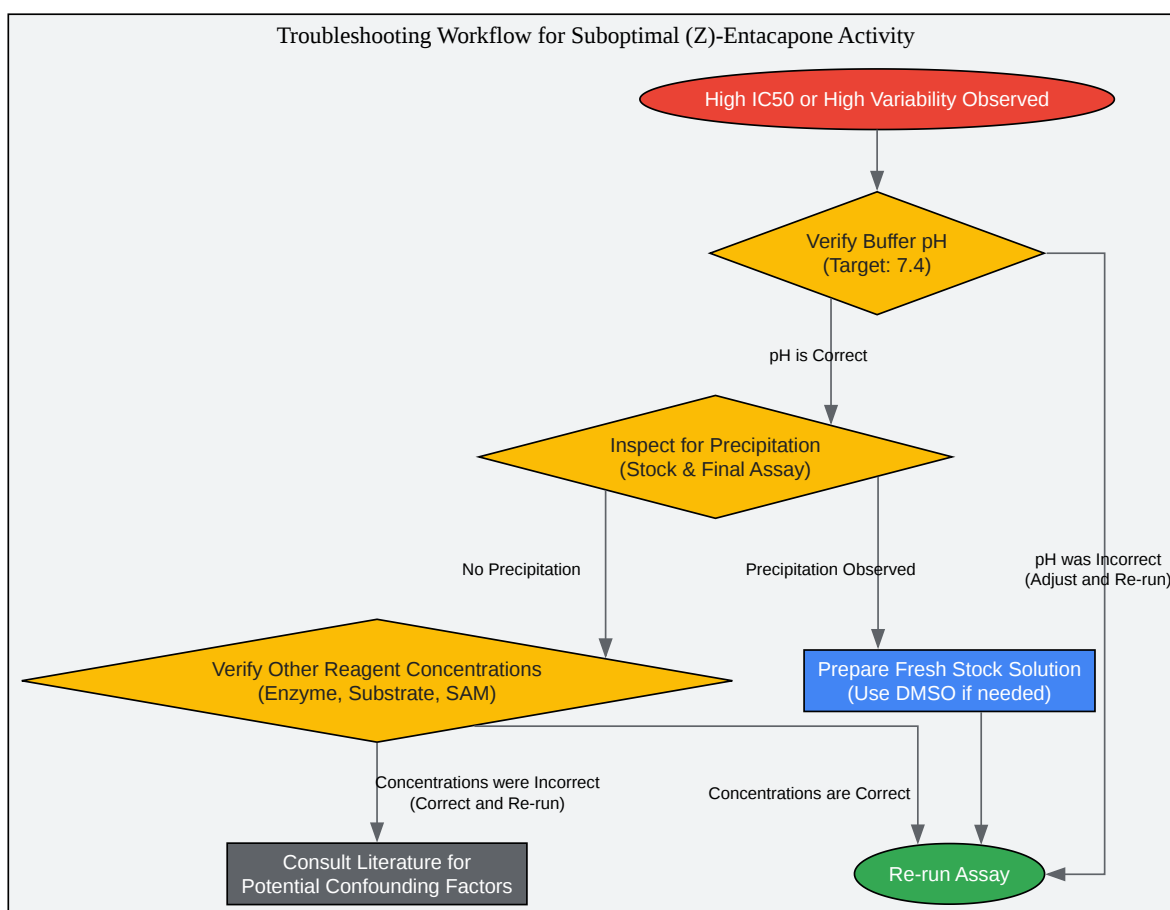 Troubleshooting Workflow for Suboptimal (Z)-Entacapone Activity
High IC50 or High Variability Observed
Verify Buffer pH
(Target: 7.4)
pH is Correct
Inspect for Precipitation
(Stock & Final Assay)
No Precipitation
Precipitation Observed
pH was Incorrect
(Adjust and Re-run)
Verify Other Reagent Concentrations
(Enzyme, Substrate, SAM)
Prepare Fresh Stock Solution
(Use DMSO if needed)
Concentrations were Incorrect
(Correct and Re-run)
Concentrations are Correct
Consult Literature for
Potential Confounding Factors
Re-run Assay